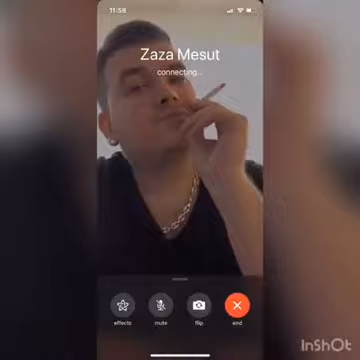 11:58
Zaza Mesut
connecting...
effects
mute
flip
end
InShOt